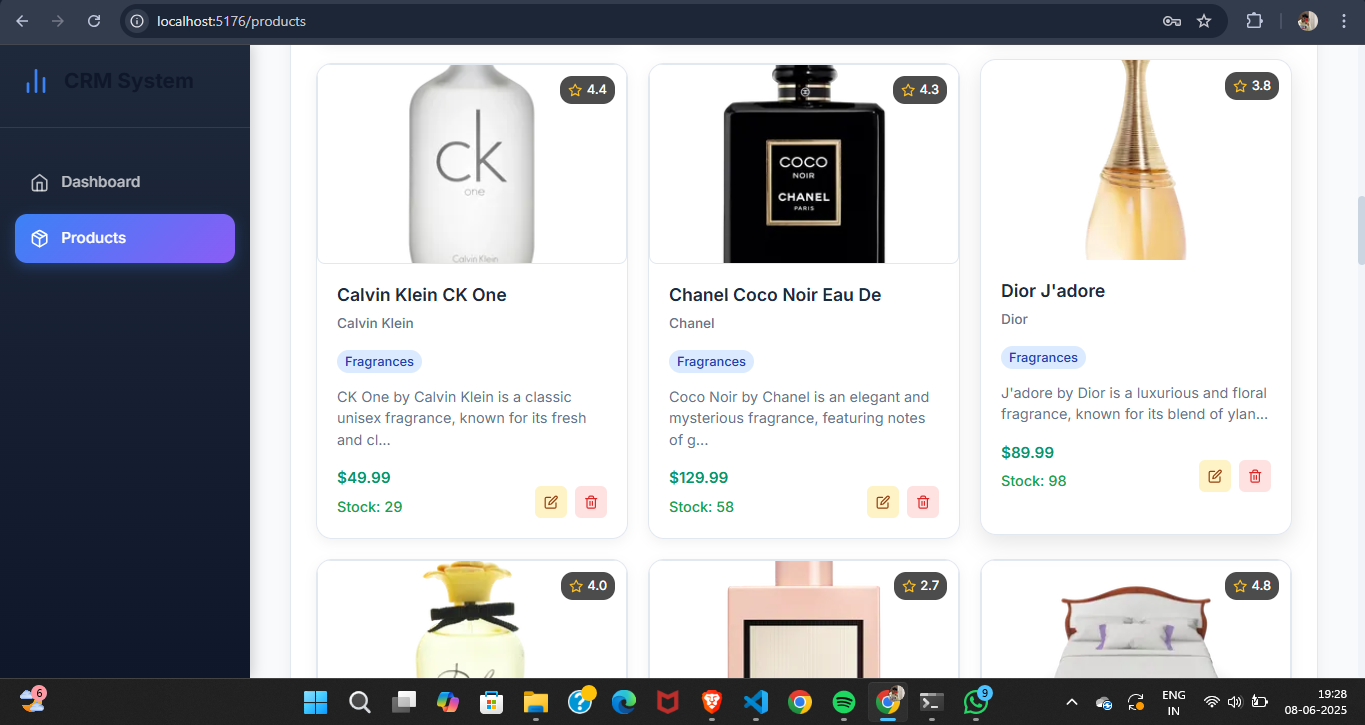 localhost:5176/products
CRM System
Dashboard
Products
4.4
ck
one
Calvin Klein
Calvin Klein CK One
Calvin Klein
Fragrances
CK One by Calvin Klein is a classic
unisex fragrance, known for its fresh
and cl...
$49.99
Stock: 29
4.3
COCO
NOIR
CHANEL
PARIS
Chanel Coco Noir Eau De
Chanel
Fragrances
Coco Noir by Chanel is an elegant and
mysterious fragrance, featuring notes
of g...
$129.99
Stock: 58
3.8
Dior J'adore
Dior
Fragrances
J'adore by Dior is a luxurious and floral
fragrance, known for its blend of ylan...
$89.99
Stock: 98
4.0
2.7
4.8
6
9
ENG
IN
19:28
08-06-2025